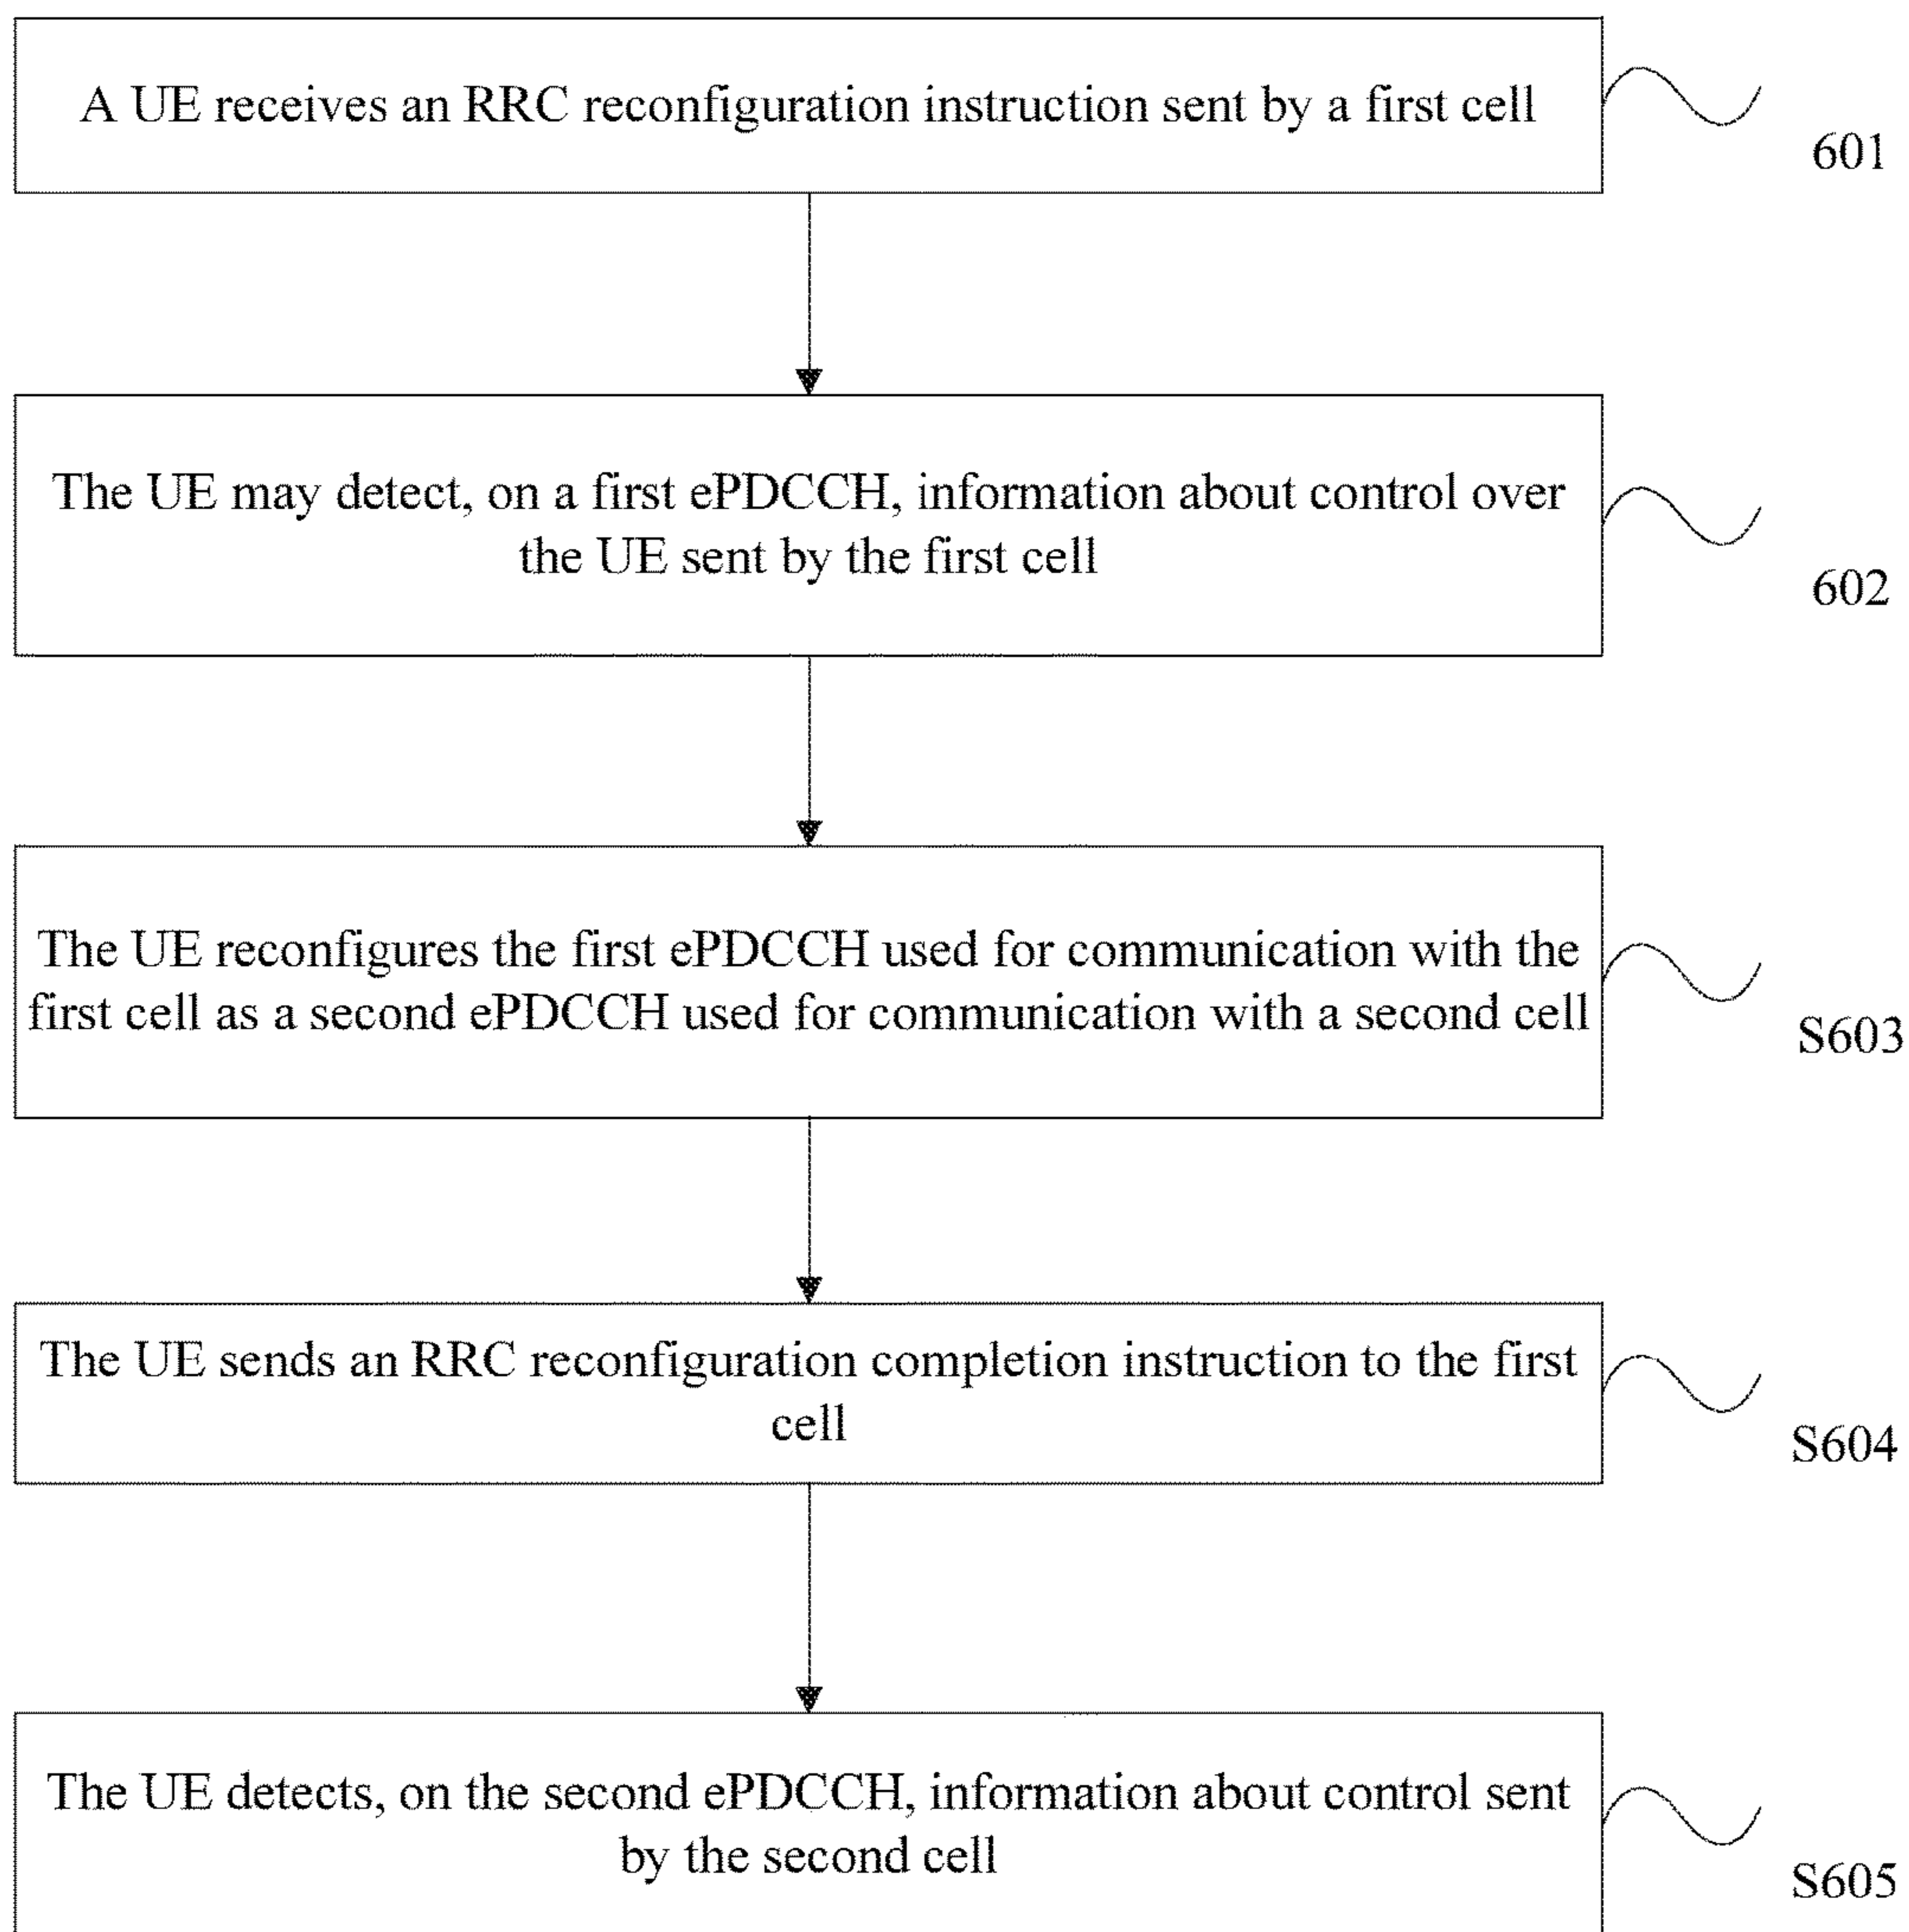 A UE receives an RRC reconfiguration instruction sent by a first cell
601
The UE may detect, on a first ePDCCH, information about control over
the UE sent by the first cell
602
The UE reconfigures the first ePDCCH used for communication with the
first cell as a second ePDCCH used for communication with a second cell
S603
The UE sends an RRC reconfiguration completion instruction to the first
cell
S604
The UE detects, on the second ePDCCH, information about control sent
by the second cell
S605